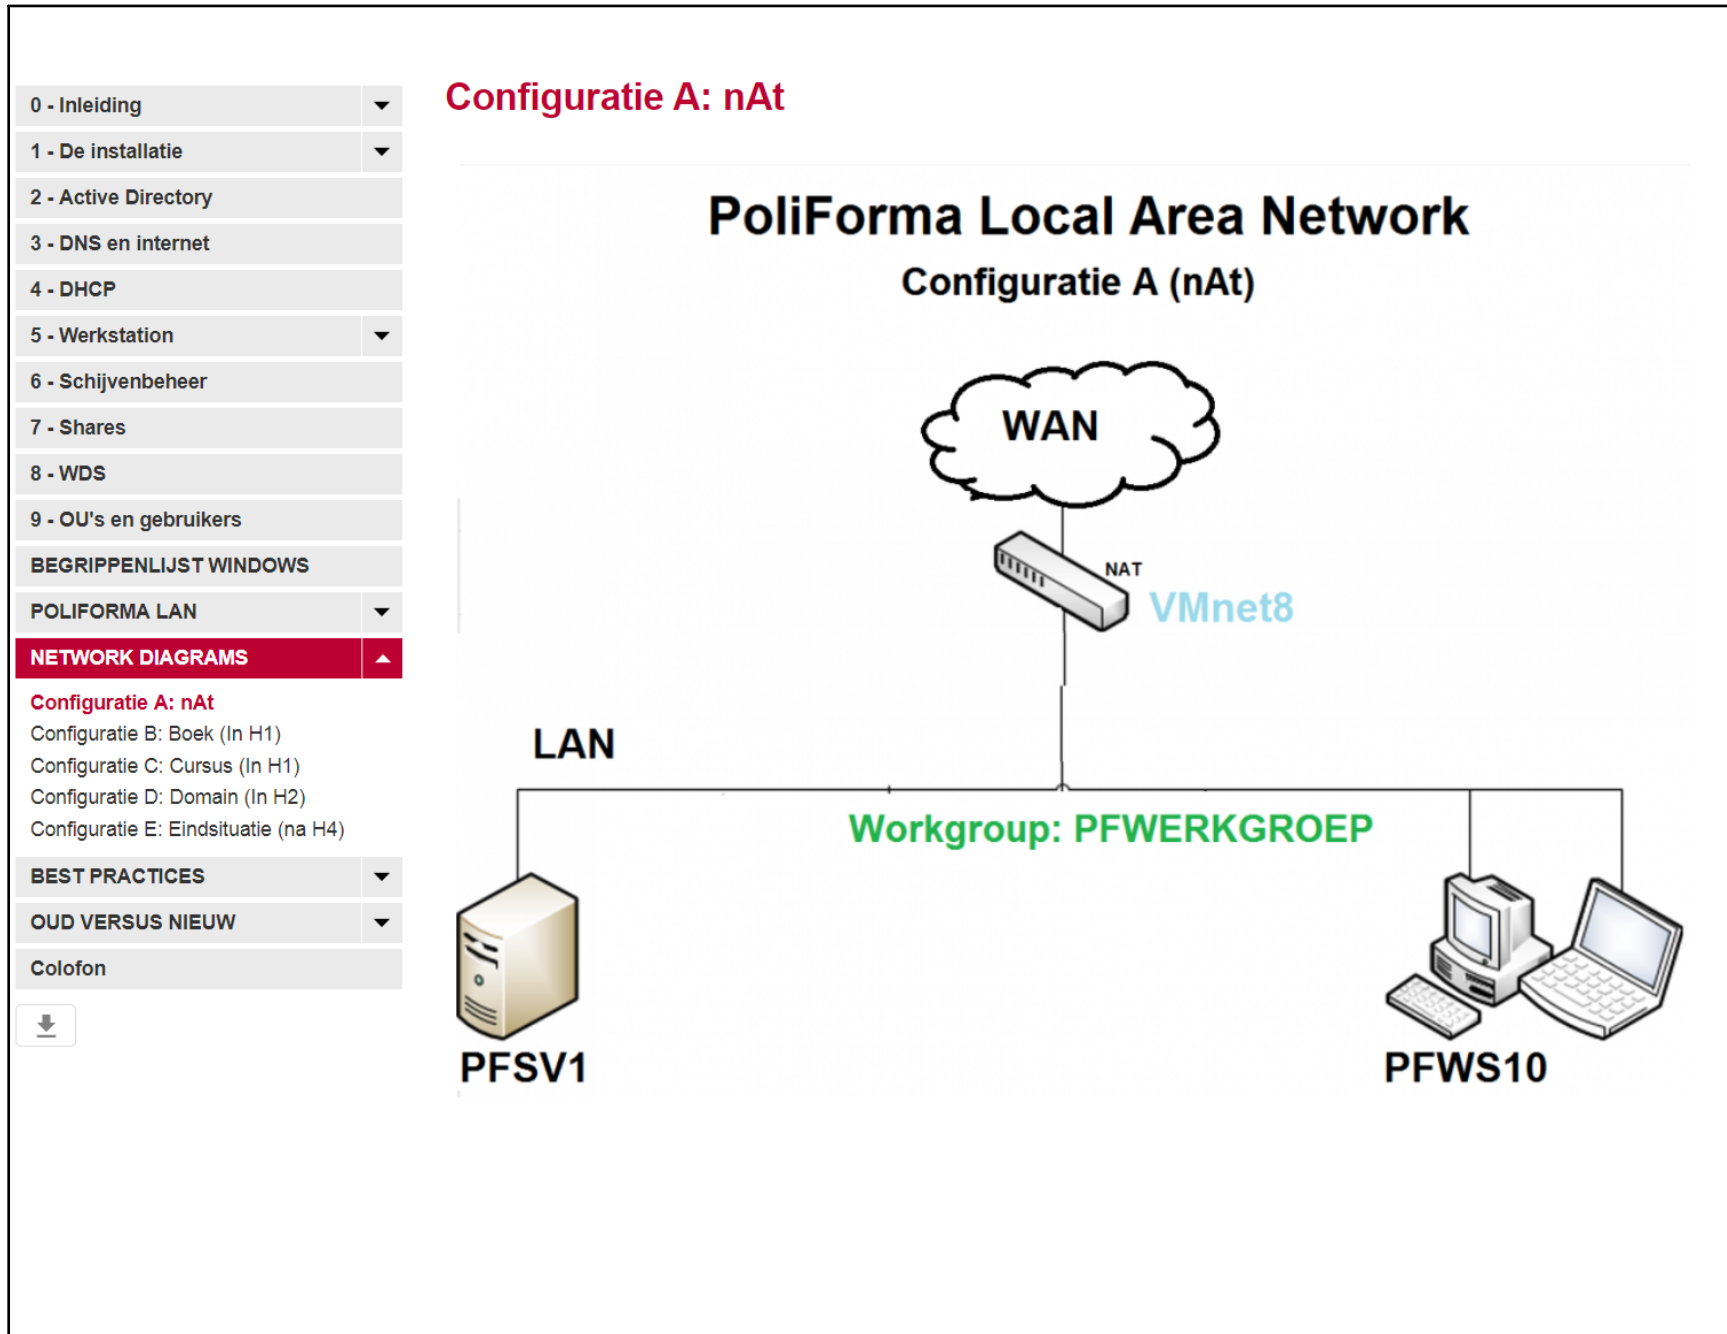 0 - Inleiding
1 - De installatie
2 - Active Directory
3 - DNS en internet
4 - DHCP
5 - Werkstation
6 - Schijvenbeheer
7 - Shares
8 - WDS
9 - OU's en gebruikers
BEGRIPPENLIJST WINDOWS
POLIFORMA LAN
NETWORK DIAGRAMS
Configuratie A: nAt
Configuratie B: Boek (In H1)
Configuratie C: Cursus (In H1)
Configuratie D: Domain (In H2)
Configuratie E: Eindsituatie (na H4)
BEST PRACTICES
OUD VERSUS NIEUW
Colofon
Configuratie A: nAt
PoliForma Local Area Network
Configuratie A (nAt)
WAN
NAT
VMnet8
LAN
Workgroup: PFWERKGROEP
PFSV1
PFWS10